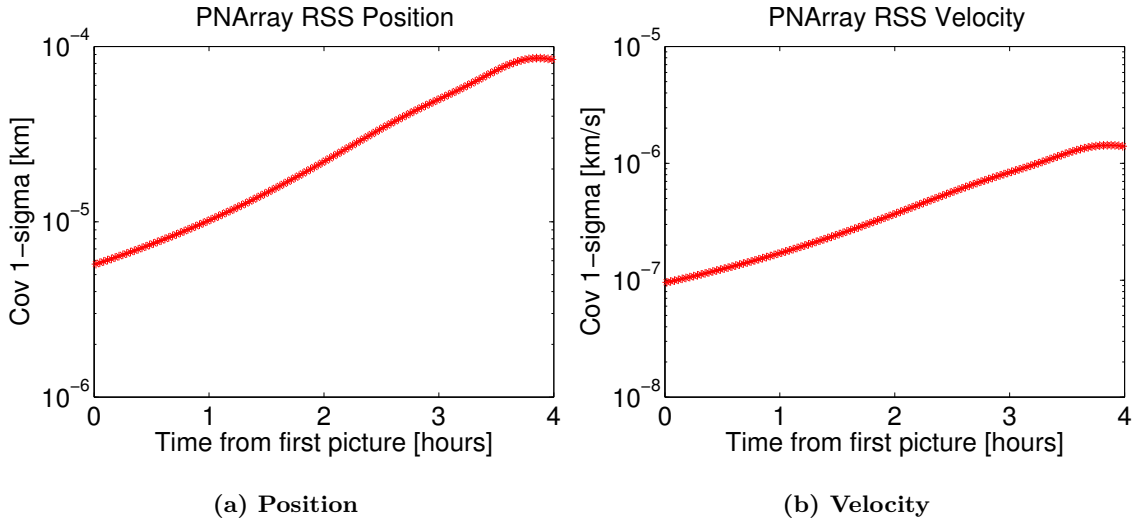 PNArray RSS Position
10^−4
10^−5
10^−6
Cov 1−sigma [km]
0 1 2 3 4
Time from first picture [hours]
(a) Position
PNArray RSS Velocity
10^−5
10^−6
10^−7
10^−8
Cov 1−sigma [km/s]
0 1 2 3 4
Time from first picture [hours]
(b) Velocity